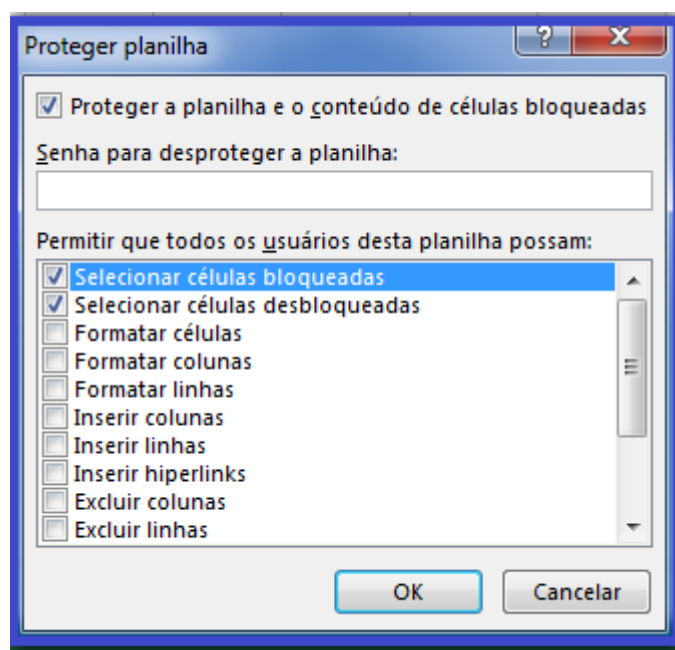 Proteger planilha
Proteger a planilha e o conteúdo de células bloqueadas
Senha para desproteger a planilha:
Permitir que todos os usuários desta planilha possam:
Selecionar células bloqueadas
Selecionar células desbloqueadas
Formatar células
Formatar colunas
Formatar linhas
Inserir colunas
Inserir linhas
Inserir hiperlinks
Excluir colunas
Excluir linhas
OK Cancelar